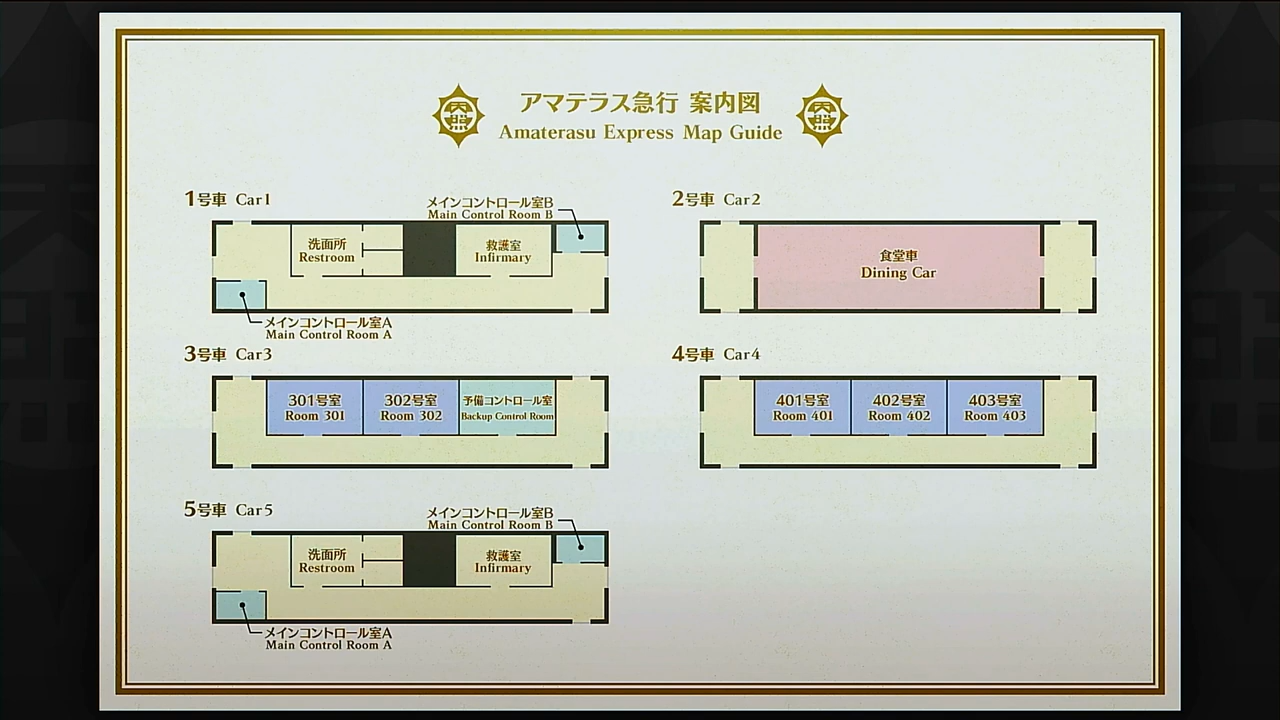 アマテラス急行 案内図
Amaterasu Express Map Guide
天照
天照
1号車 Car1
メインコントロール室B
Main Control Room B
洗面所
Restroom
救護室
Infirmary
メインコントロール室A
Main Control Room A
2号車 Car2
食堂車
Dining Car
3号車 Car3
301号室
Room 301
302号室
Room 302
予備コントロール室
Backup Control Room
4号車 Car4
401号室
Room 401
402号室
Room 402
403号室
Room 403
5号車 Car5
メインコントロール室B
Main Control Room B
洗面所
Restroom
救護室
Infirmary
メインコントロール室A
Main Control Room A